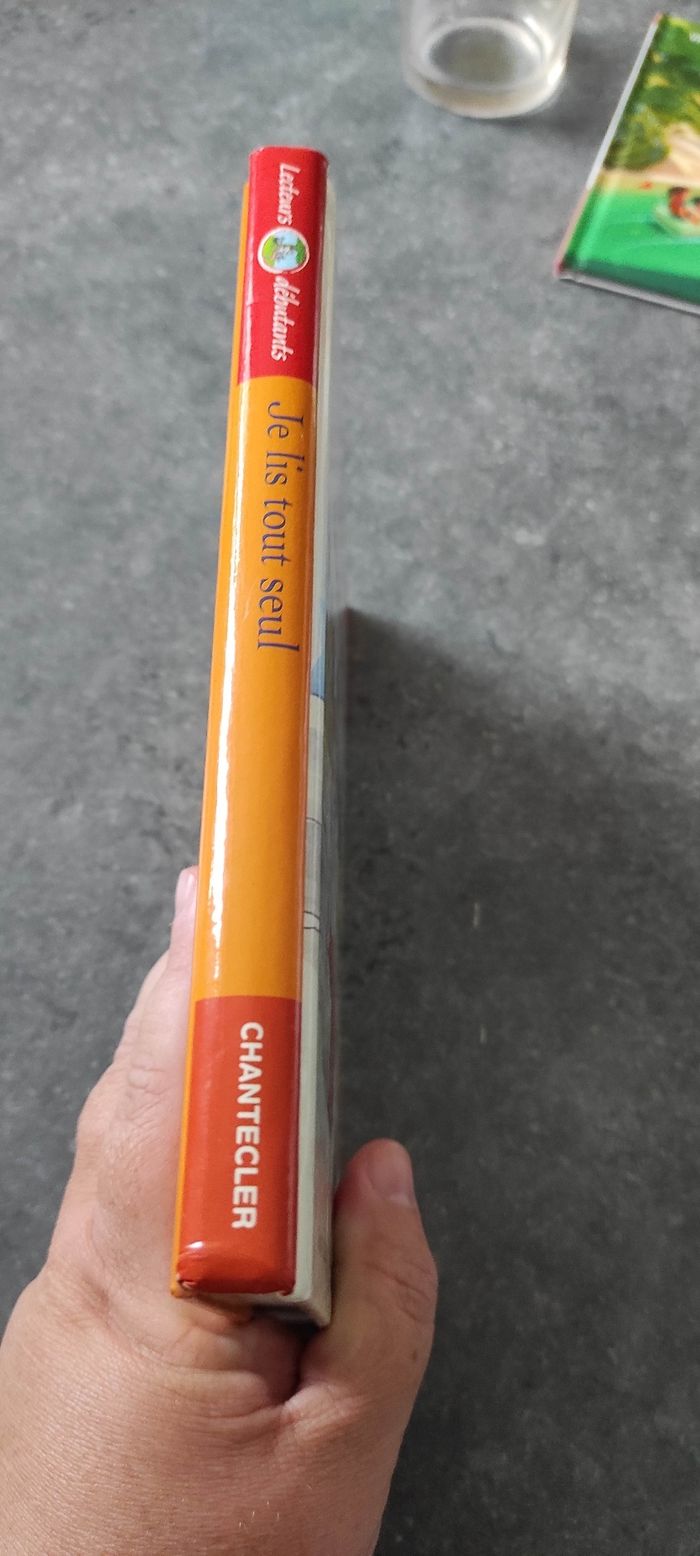 Lecteurs débutants
Je lis tout seul
CHANTECLER